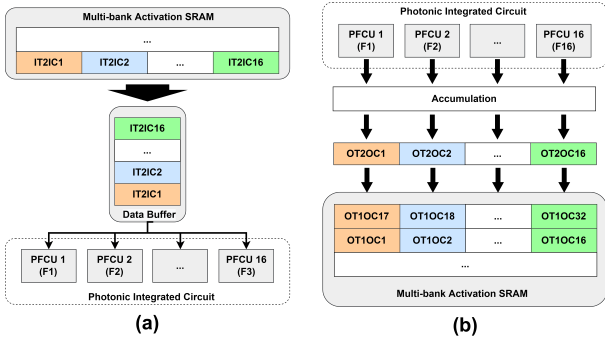 Multi-bank Activation SRAM
...
IT2IC1 IT2IC2 ... IT2IC16
IT2IC16
...
IT2IC2
IT2IC1
Data Buffer
PFCU 1 (F1)
PFCU 2 (F2)
...
PFCU 16 (F3)
Photonic Integrated Circuit
(a)
Photonic Integrated Circuit
PFCU 1 (F1)
PFCU 2 (F2)
...
PFCU 16 (F16)
Accumulation
OT2OC1 OT2OC2 ... OT2OC16
OT1OC17 OT1OC18 ... OT1OC32
OT1OC1 OT1OC2 ... OT1OC16
...
Multi-bank Activation SRAM
(b)